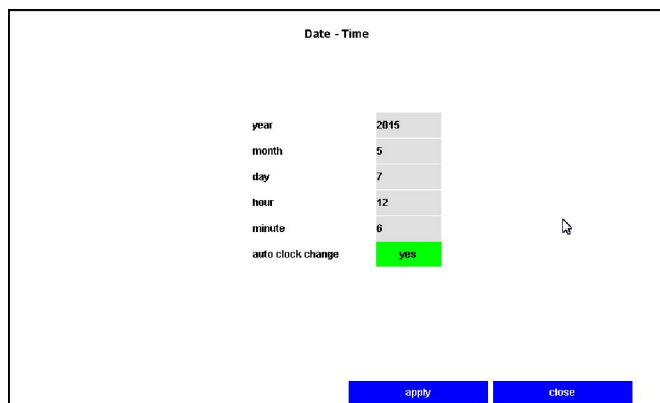 Date - Time
year 2015
month 5
day 7
hour 12
minute 6
auto clock change yes
apply close